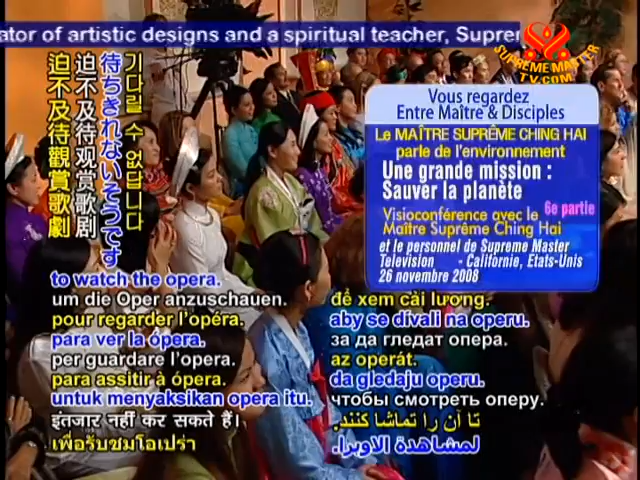 ator of artistic designs and a spiritual teacher, Suprem
SUPREME MASTER
TV.COM
Vous regardez
Entre Maître & Disciples
Le MAÎTRE SUPRÊME CHING HAI
parle de l'environnement
Une grande mission :
Sauver la planète
6e partie
Visioconférence avec le
Maître Suprême Ching Hai
et le personnel de Supreme Master
Television - Californie, Etats-Unis
26 novembre 2008
기다릴 수 없답니다
待ちきれないそうです
迫不及待观赏歌剧
迫不及待觀賞歌劇
to watch the opera.
um die Oper anzuschauen.
pour regarder l'opéra.
para ver la ópera.
per guardare l'opera.
para assitir à ópera.
untuk menyaksikan opera itu.
इंतजार नहीं कर सकते हैं।
เพื่อรับชมโอเปร่า
để xem cải lương.
aby se dívali na operu.
за да гледат опера.
az operát.
da gledaju operu.
чтобы смотреть оперу.
تا آن را تماشا کنند.
لمشاهدة الاوبرا.